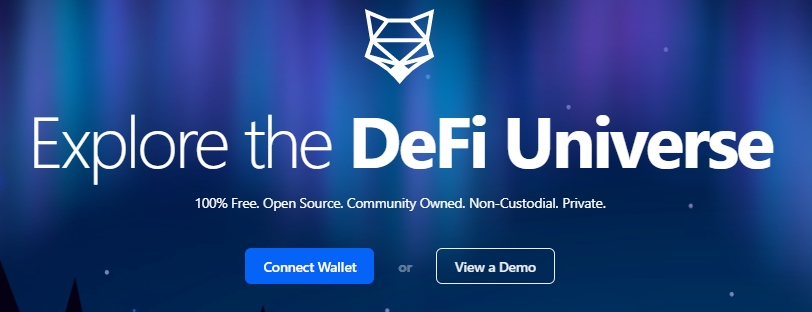 Explore the DeFi Universe
100% Free. Open Source. Community Owned. Non-Custodial. Private.
Connect Wallet or View a Demo